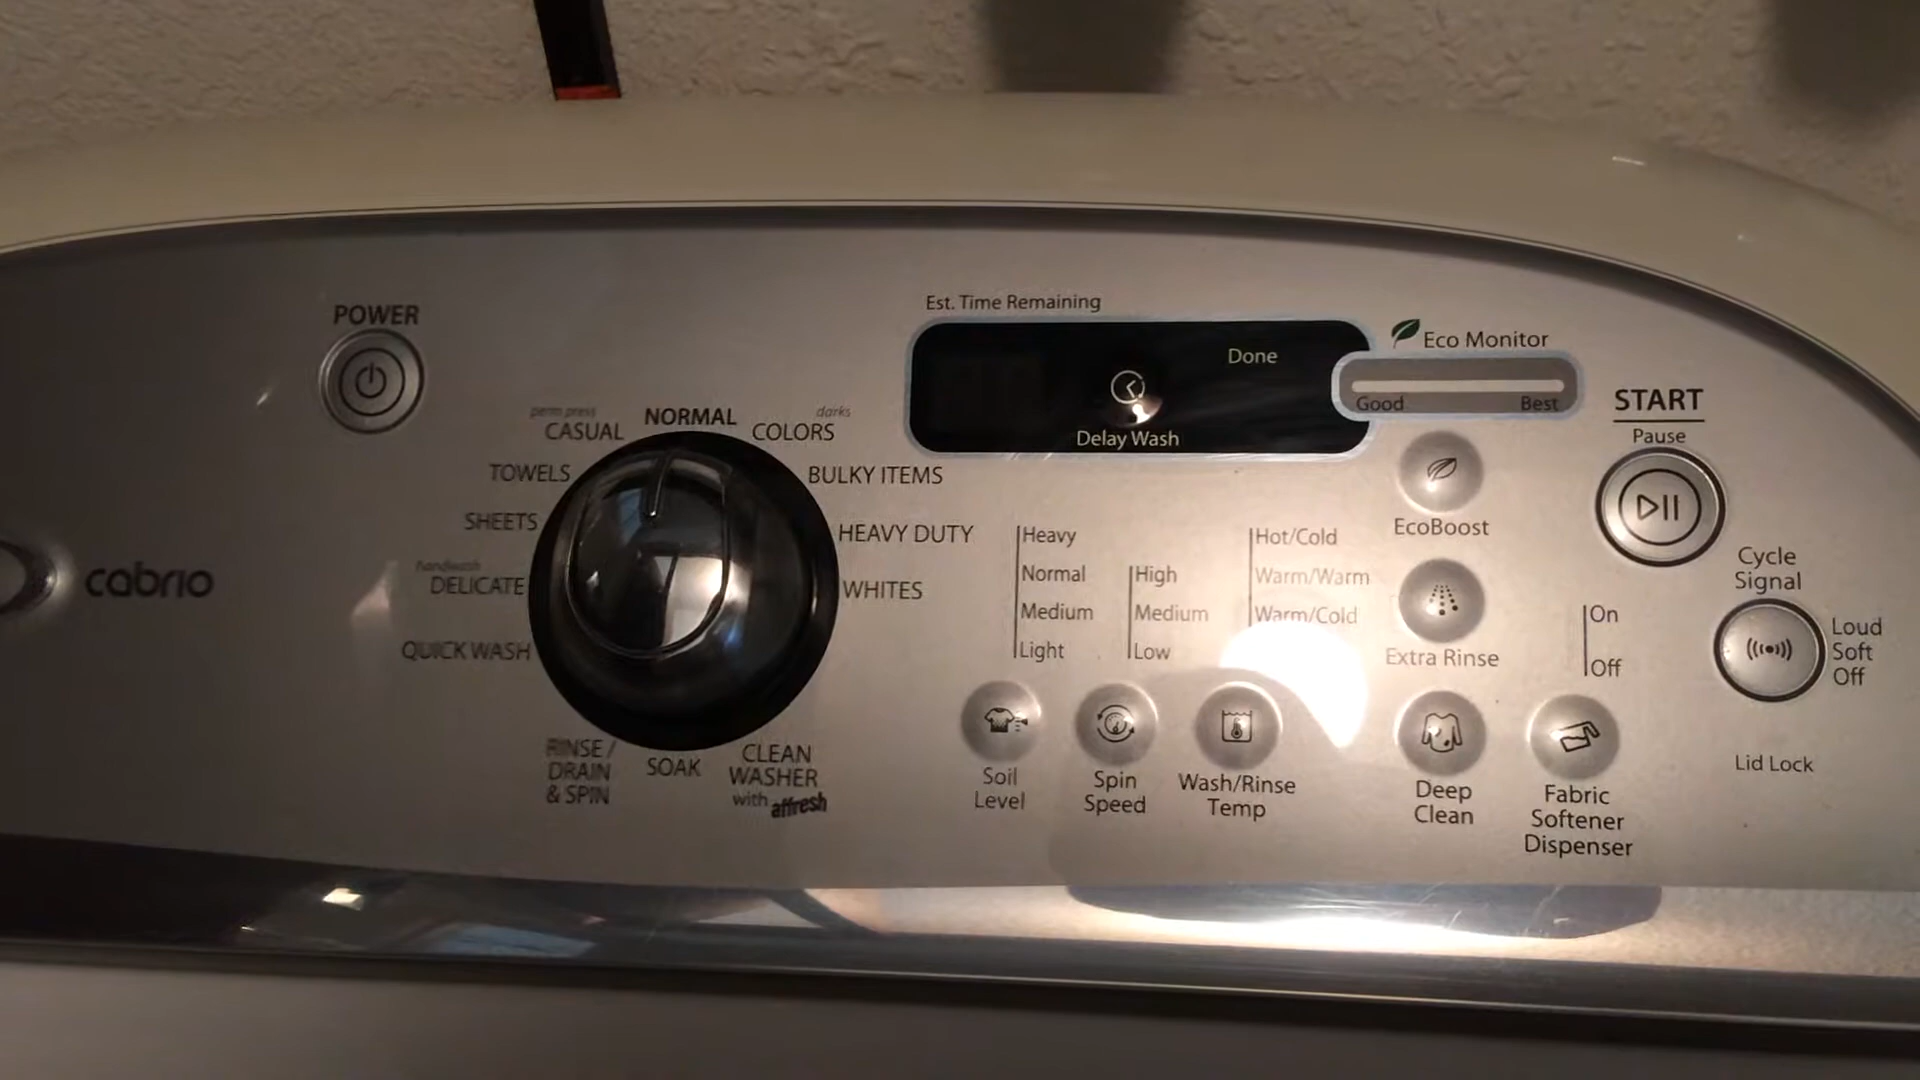 POWER
Est. Time Remaining
Done
Delay Wash
Eco Monitor
Good
Best
START
Pause
perm press
CASUAL
NORMAL
darks
COLORS
TOWELS
BULKY ITEMS
SHEETS
HEAVY DUTY
handwash
DELICATE
WHITES
QUICK WASH
RINSE /
DRAIN
& SPIN
SOAK
CLEAN
WASHER
with affresh
cabrio
Heavy
Normal
Medium
Light
Soil
Level
High
Medium
Low
Spin
Speed
Hot/Cold
Warm/Warm
Warm/Cold
Wash/Rinse
Temp
EcoBoost
Extra Rinse
Deep
Clean
On
Off
Fabric
Softener
Dispenser
Cycle
Signal
Loud
Soft
Off
Lid Lock